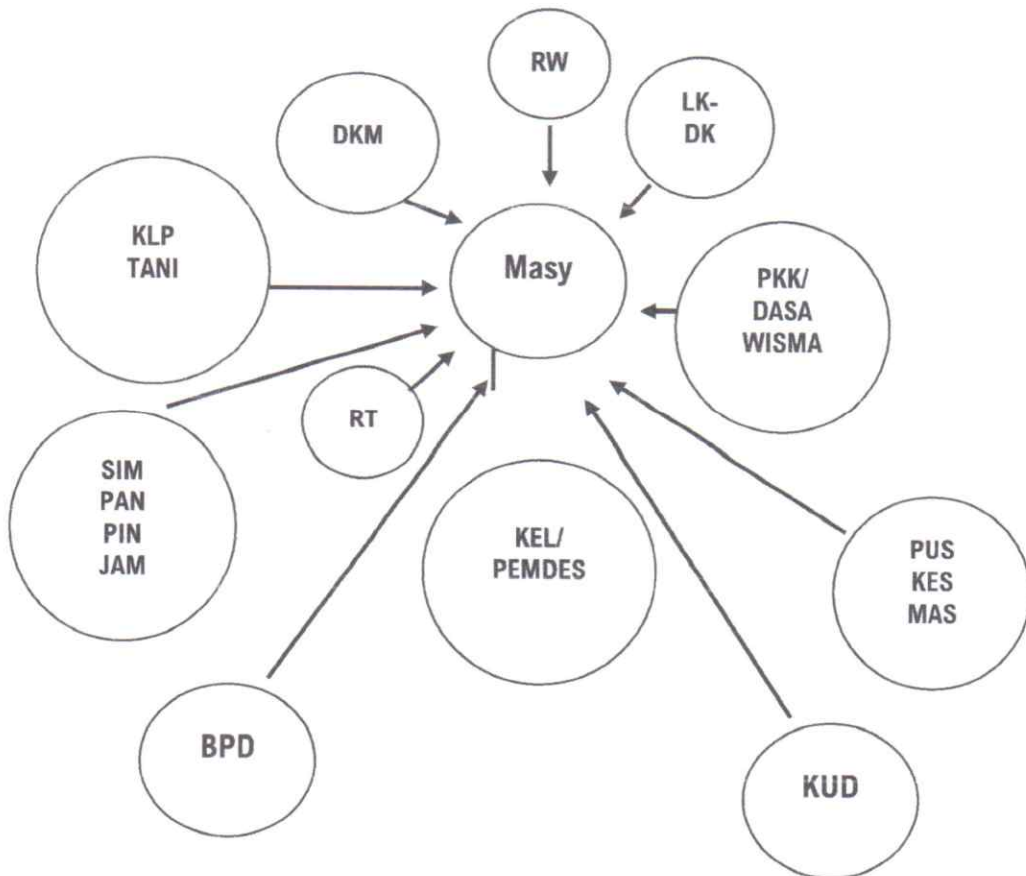 RW
LK-
DK
DKM
KLP
TANI
Masy
PKK/
DASA
WISMA
RT
SIM
PAN
PIN
JAM
KEL/
PEMDES
PUS
KES
MAS
BPD
KUD